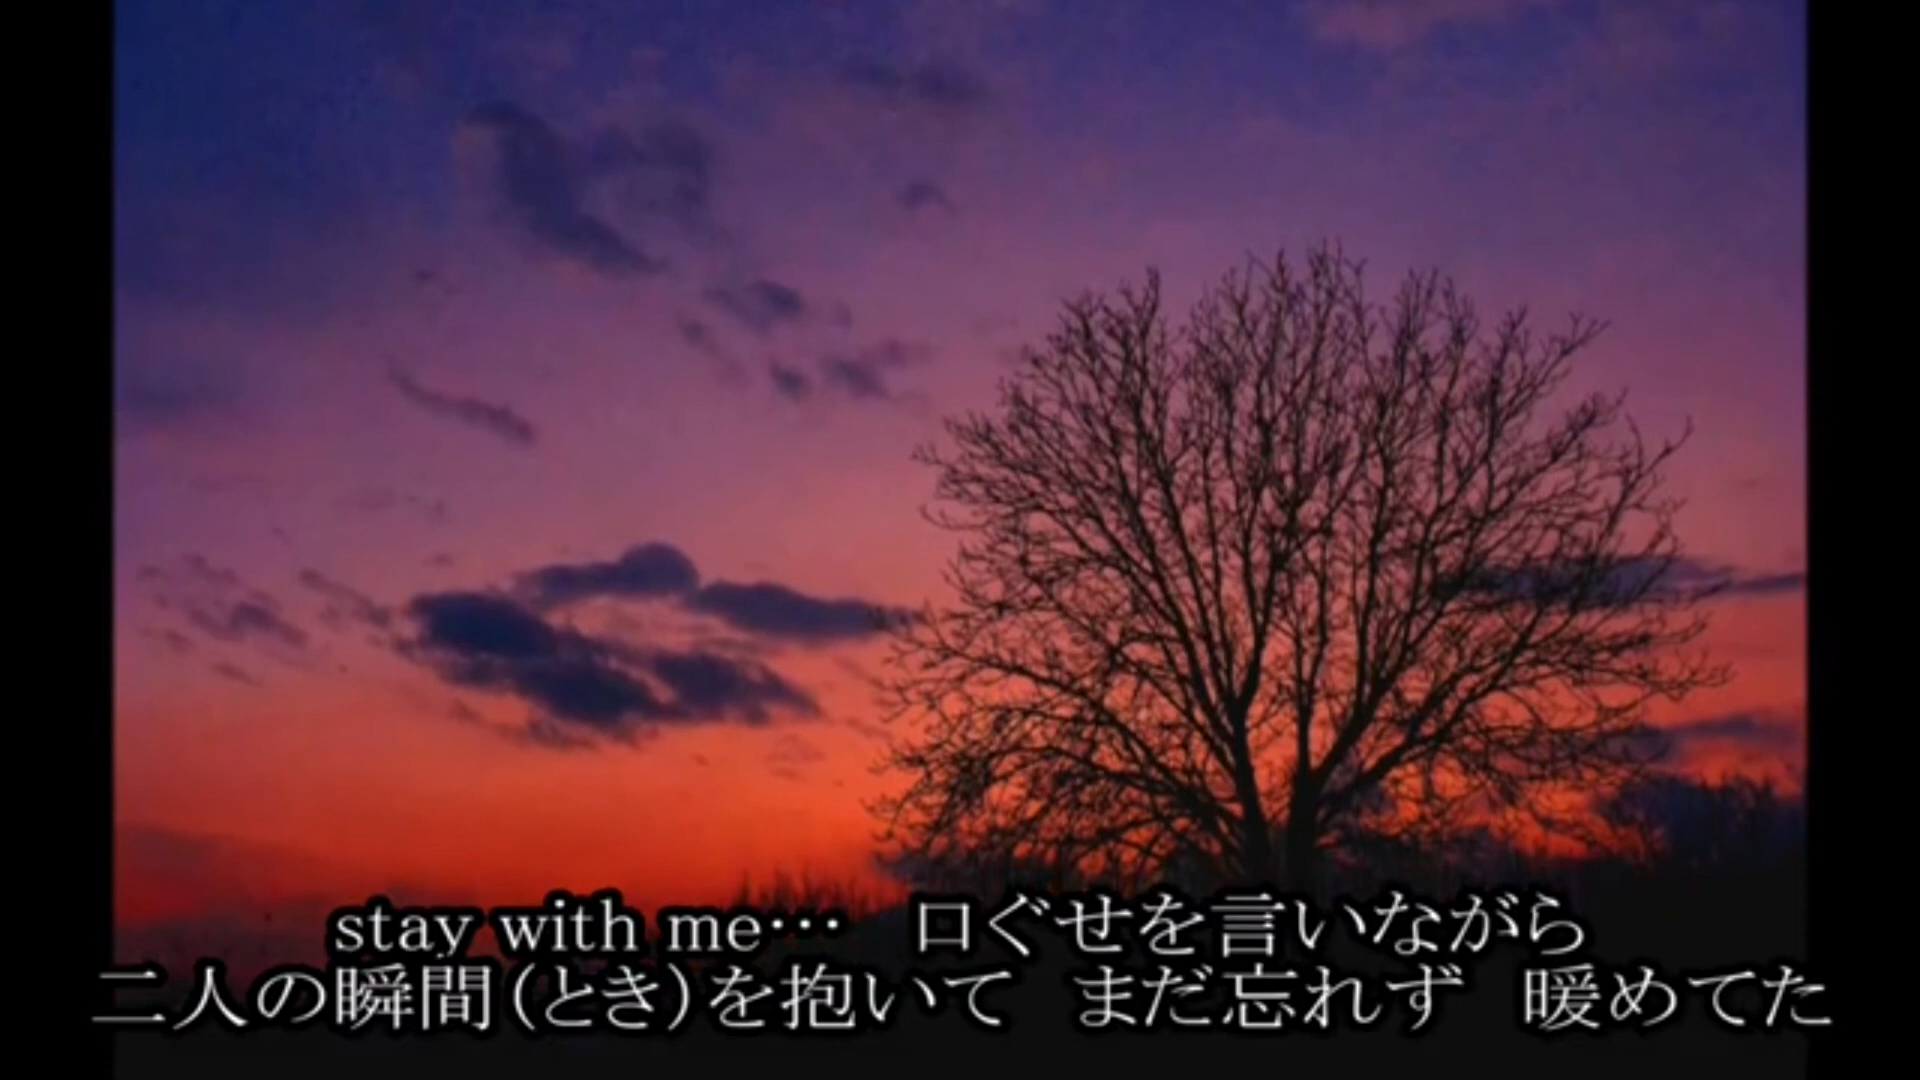 stay with me…　口ぐせを言いながら
二人の瞬間（とき）を抱いて　まだ忘れず　暖めてた